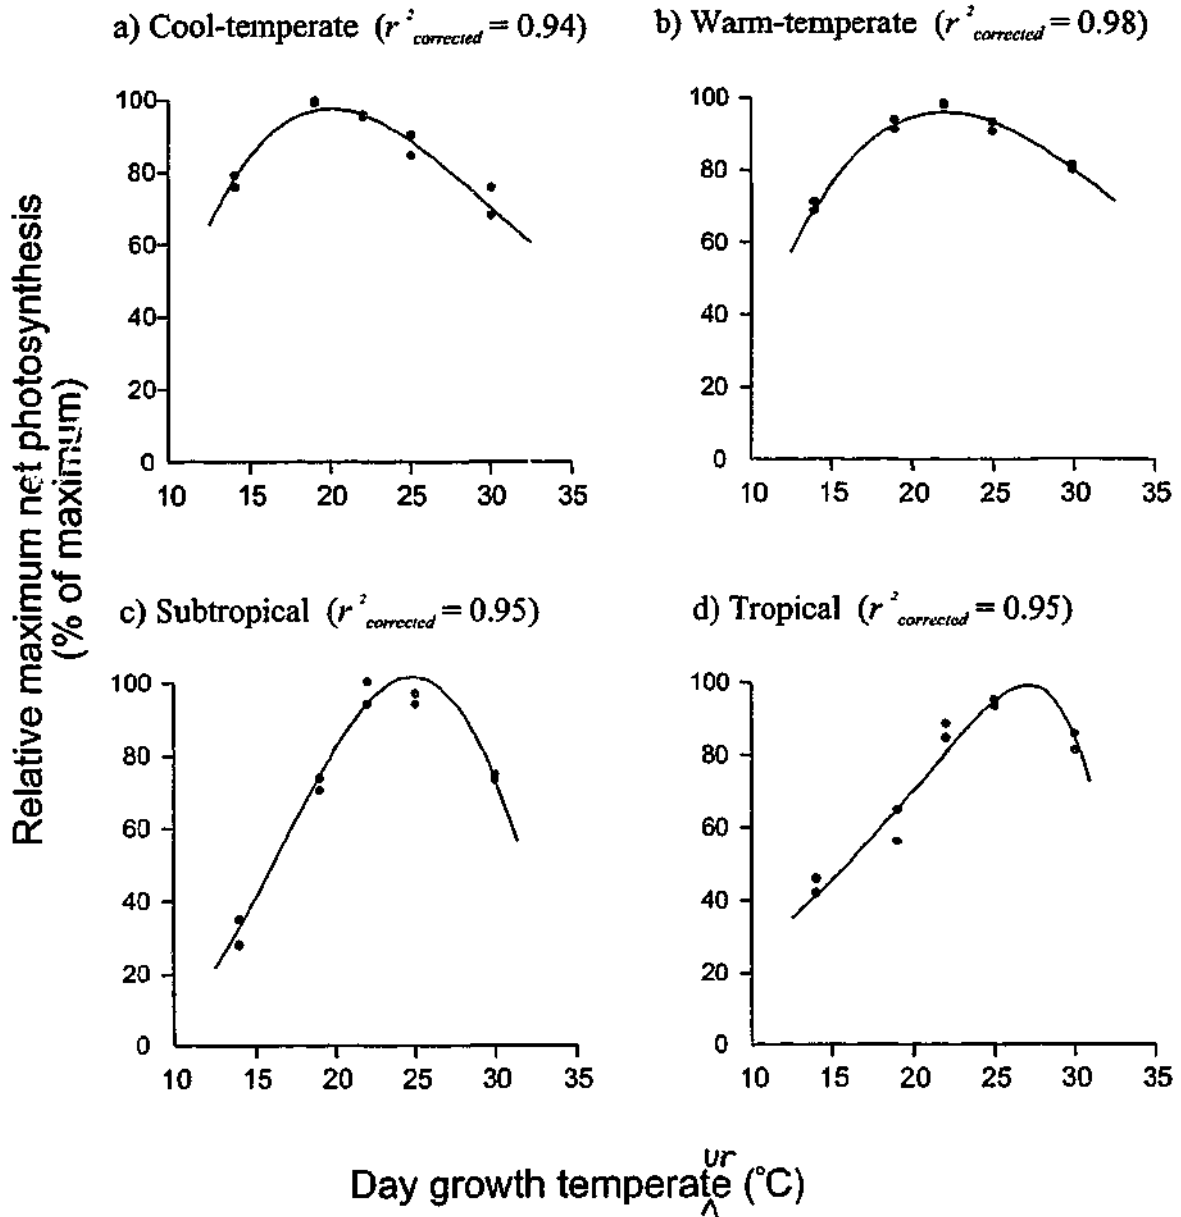 a) Cool-temperate (r²corrected = 0.94)
b) Warm-temperate (r²corrected = 0.98)
100
80
60
40
20
0
10 15 20 25 30 35
100
80
60
40
20
0
10 15 20 25 30 35
Relative maximum net photosynthesis
(% of maximum)
c) Subtropical (r²corrected = 0.95)
d) Tropical (r²corrected = 0.95)
100
80
60
40
20
0
10 15 20 25 30 35
100
80
60
40
20
0
10 15 20 25 30 35
ur
Day growth temperate (°C)
^